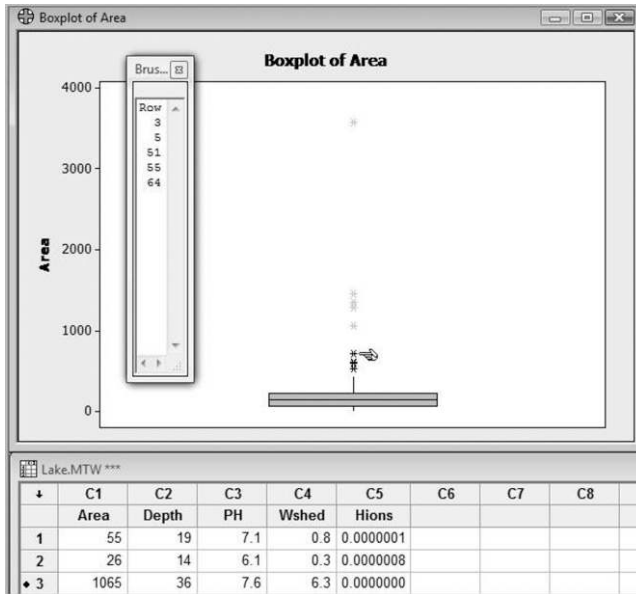 Boxplot of Area
Boxplot of Area
Brus...
Row
3
5
51
55
64
4000
3000
2000
1000
0
Area
Lake.MTW ***
C1 C2 C3 C4 C5 C6 C7 C8
Area Depth PH Wshed Hions
1 55 19 7.1 0.8 0.0000001
2 26 14 6.1 0.3 0.0000008
3 1065 36 7.6 6.3 0.0000000